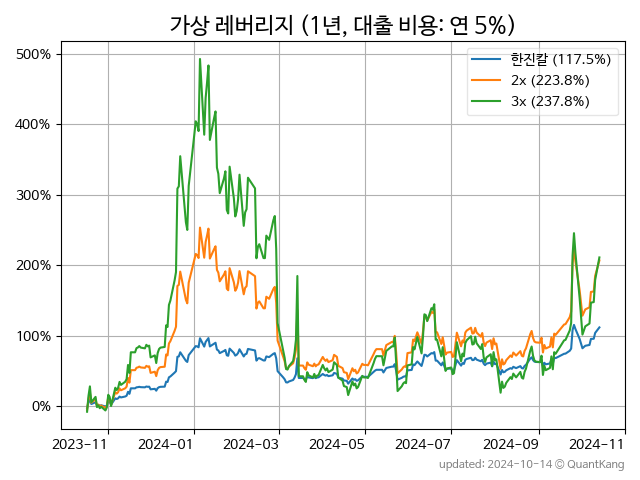 가상 레버리지 (1년, 대출 비용: 연 5%)
500%
400%
300%
200%
100%
0%
한진칼 (117.5%)
2x (223.8%)
3x (237.8%)
2023-11
2024-01
2024-03
2024-05
2024-07
2024-09
2024-11
updated: 2024-10-14 © QuantKang